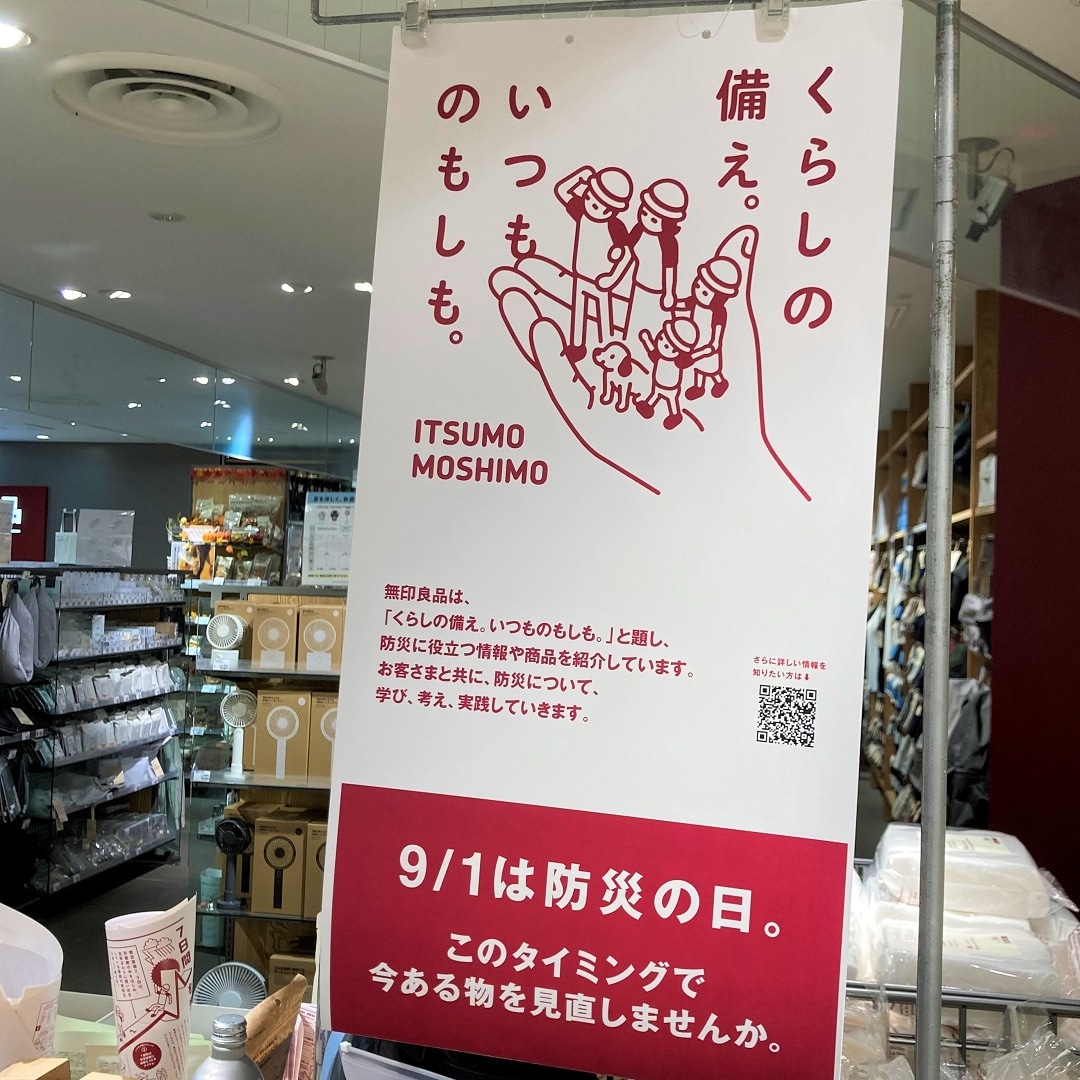 くらしの
備え。
いつも
のもしも。
ITSUMO
MOSHIMO
無印良品は、
「くらしの備え。いつものもしも。」と題し、
防災に役立つ情報や商品を紹介しています。
お客さまと共に、防災について、
学び、考え、実践していきます。
さらに詳しい情報を
知りたい方は⬇
9/1は防災の日。
このタイミングで
今ある物を見直しませんか。
7日間